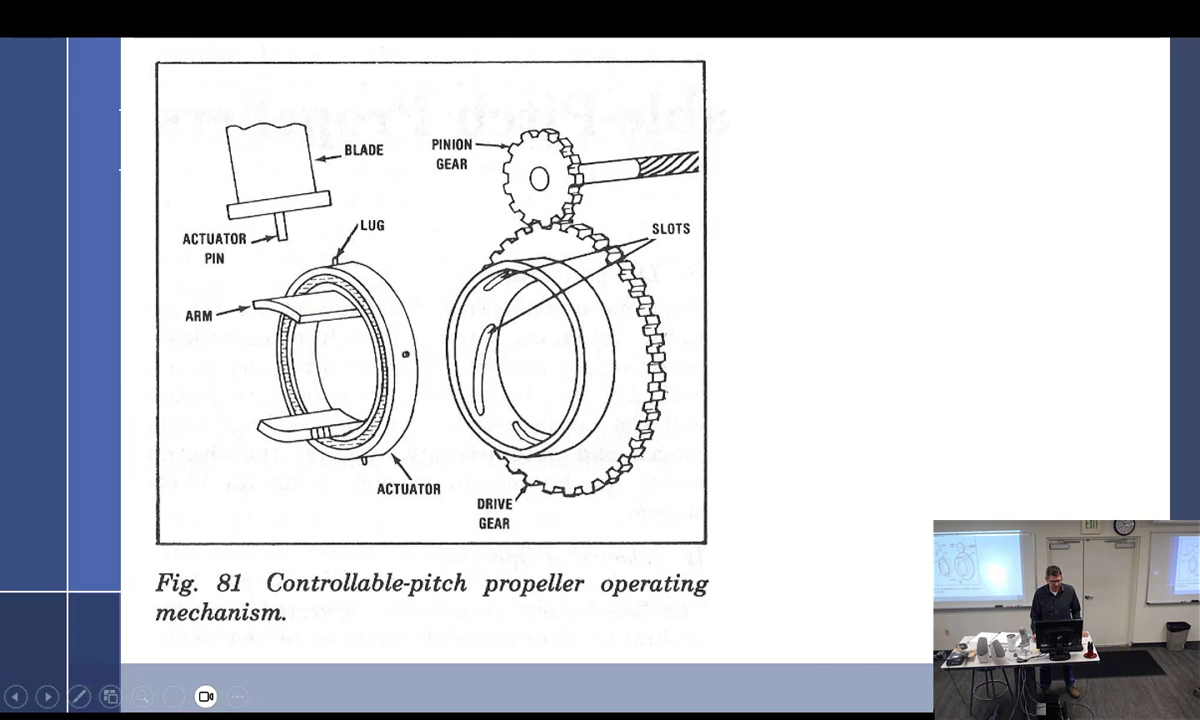 BLADE
PINION
GEAR
ACTUATOR
PIN
LUG
SLOTS
ARM
ACTUATOR
DRIVE
GEAR
Fig. 81 Controllable-pitch propeller operating
mechanism.
EXIT